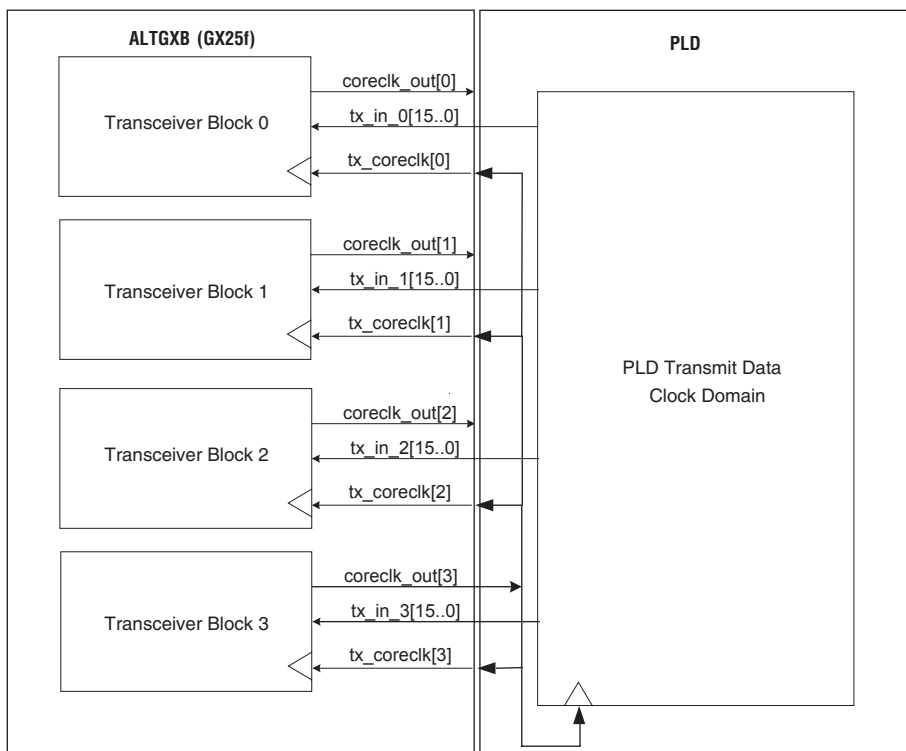 ALTGXB (GX25f)
PLD
Transceiver Block 0
coreclk_out[0]
tx_in_0[15..0]
tx_coreclk[0]
Transceiver Block 1
coreclk_out[1]
tx_in_1[15..0]
tx_coreclk[1]
PLD Transmit Data
Clock Domain
Transceiver Block 2
coreclk_out[2]
tx_in_2[15..0]
tx_coreclk[2]
Transceiver Block 3
coreclk_out[3]
tx_in_3[15..0]
tx_coreclk[3]